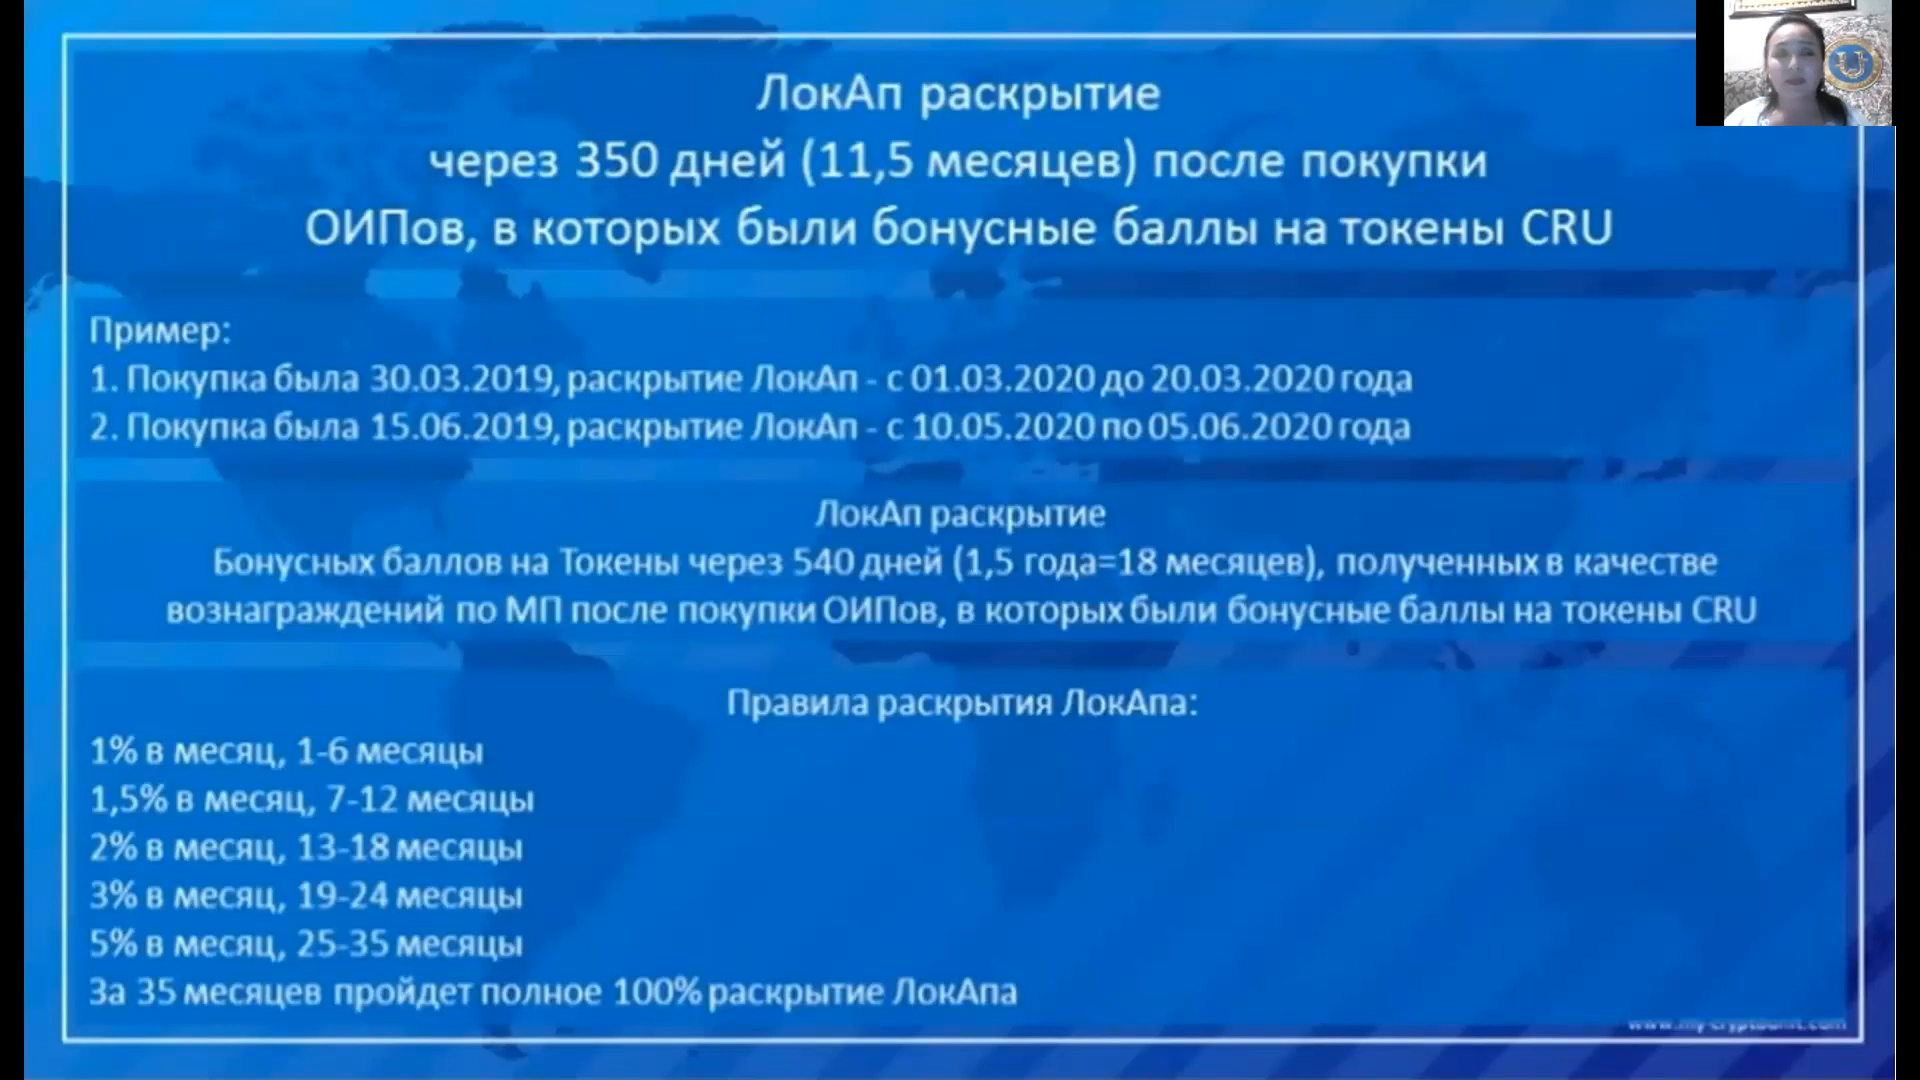 ЛокАп раскрытие
через 350 дней (11,5 месяцев) после покупки
ОИПов, в которых были бонусные баллы на токены CRU
Пример:
1. Покупка была 30.03.2019, раскрытие ЛокАп - с 01.03.2020 до 20.03.2020 года
2. Покупка была 15.06.2019, раскрытие ЛокАп - с 10.05.2020 по 05.06.2020 года
ЛокАп раскрытие
Бонусных баллов на Токены через 540 дней (1,5 года=18 месяцев), полученных в качестве
вознаграждений по МП после покупки ОИПов, в которых были бонусные баллы на токены CRU
Правила раскрытия ЛокАпа:
1% в месяц, 1-6 месяцы
1,5% в месяц, 7-12 месяцы
2% в месяц, 13-18 месяцы
3% в месяц, 19-24 месяцы
5% в месяц, 25-35 месяцы
За 35 месяцев пройдет полное 100% раскрытие ЛокАпа